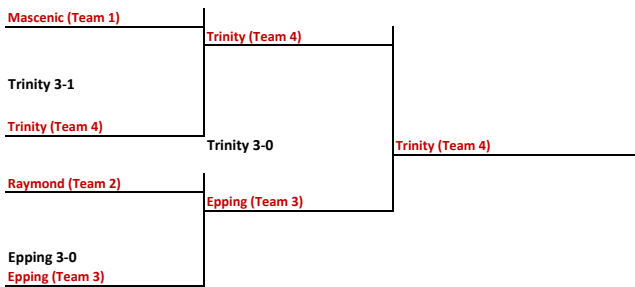 Mascenic (Team 1)
Trinity (Team 4)
Trinity 3-1
Trinity (Team 4)
Trinity 3-0
Trinity (Team 4)
Raymond (Team 2)
Epping (Team 3)
Epping 3-0
Epping (Team 3)